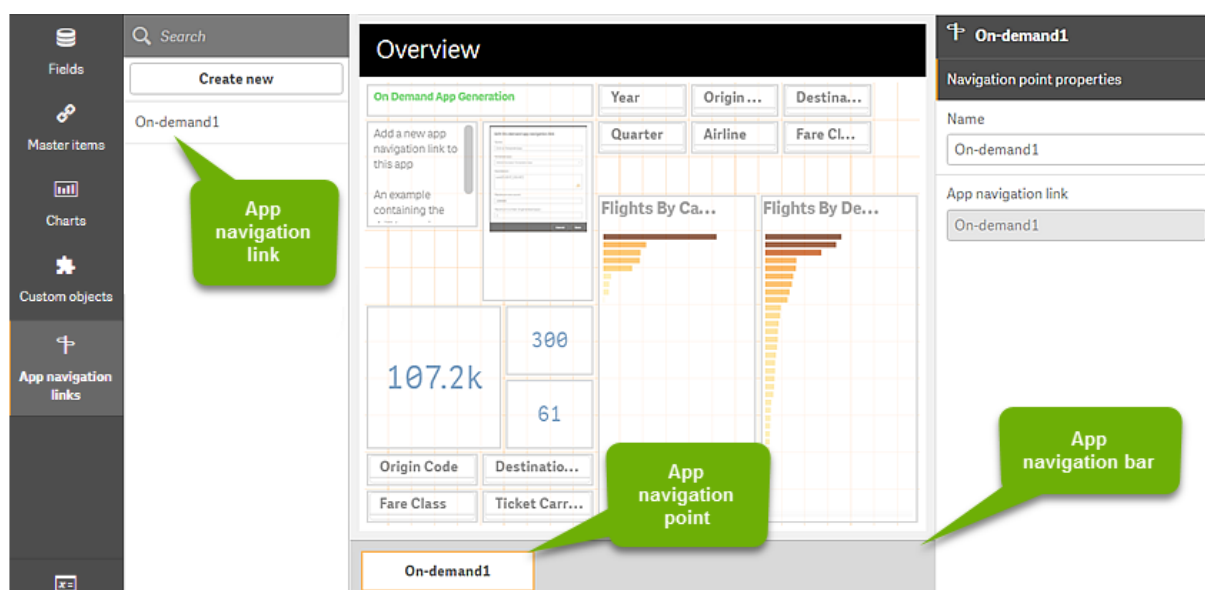 Fields
Master items
Charts
Custom objects
App navigation
links
Search
Create new
On-demand1
App
navigation
link
Overview
On Demand App Generation
Add a new app
navigation link to
this app
An example
containing the
Year
Origin ...
Destina...
Quarter
Airline
Fare Cl...
Flights By Ca...
Flights By De...
107.2k
300
61
Origin Code
Destinatio...
Fare Class
Ticket Carr...
App
navigation
point
On-demand1
App
navigation bar
On-demand1
Navigation point properties
Name
On-demand1
App navigation link
On-demand1